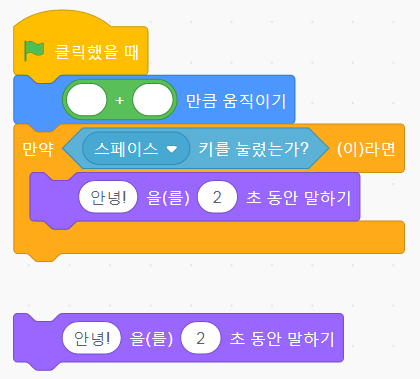 클릭했을 때
+ 만큼 움직이기
만약 스페이스 키를 눌렀는가? (이)라면
안녕! 을(를) 2 초 동안 말하기
안녕! 을(를) 2 초 동안 말하기